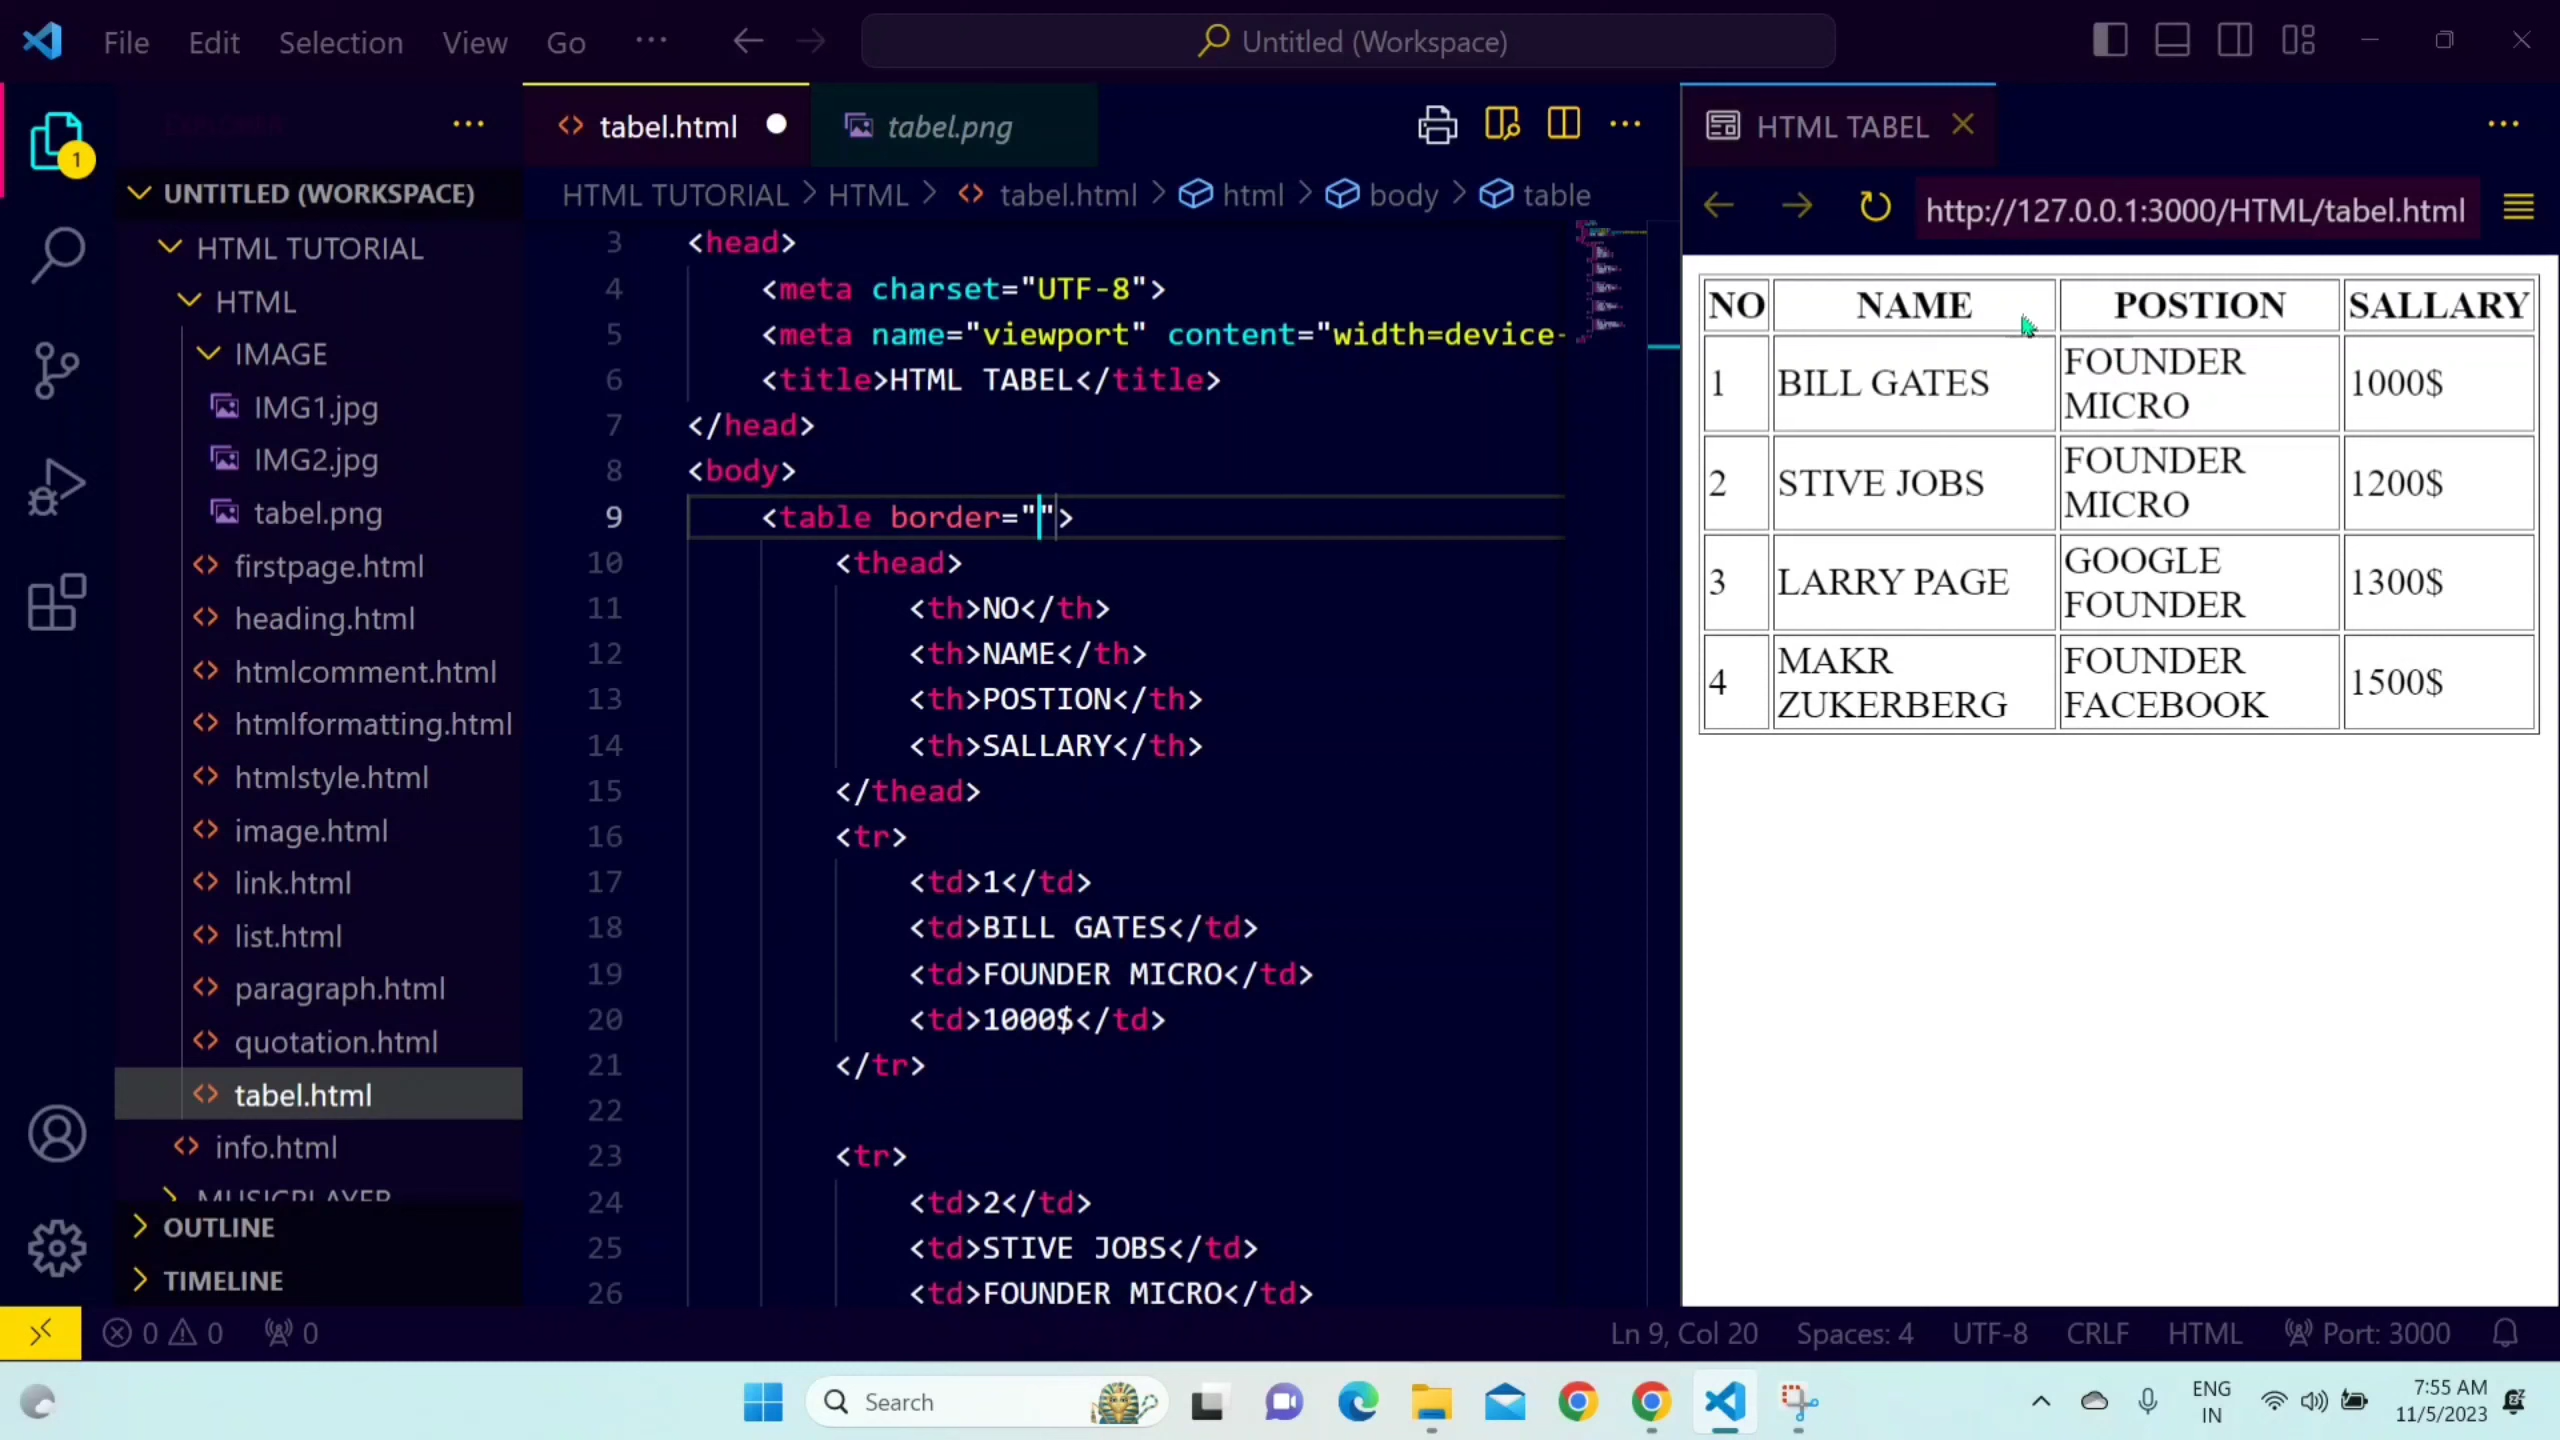 File Edit Selection View Go ··· Untitled (Workspace)
1
UNTITLED (WORKSPACE)
HTML TUTORIAL
HTML
IMAGE
IMG1.jpg
IMG2.jpg
tabel.png
firstpage.html
heading.html
htmlcomment.html
htmlformatting.html
htmlstyle.html
image.html
link.html
list.html
paragraph.html
quotation.html
tabel.html
info.html
MUSICPLAYER
OUTLINE
TIMELINE
tabel.html tabel.png
HTML TUTORIAL > HTML > tabel.html > html > body > table
3 <head>
4 <meta charset="UTF-8">
5 <meta name="viewport" content="width=device-
6 <title>HTML TABEL</title>
7 </head>
8 <body>
9 <table border="">
10 <thead>
11 <th>NO</th>
12 <th>NAME</th>
13 <th>POSTION</th>
14 <th>SALLARY</th>
15 </thead>
16 <tr>
17 <td>1</td>
18 <td>BILL GATES</td>
19 <td>FOUNDER MICRO</td>
20 <td>1000$</td>
21 </tr>
22
23 <tr>
24 <td>2</td>
25 <td>STIVE JOBS</td>
26 <td>FOUNDER MICRO</td>
HTML TABEL
http://127.0.0.1:3000/HTML/tabel.html
NO NAME POSTION SALLARY
1 BILL GATES FOUNDER MICRO 1000$
2 STIVE JOBS FOUNDER MICRO 1200$
3 LARRY PAGE GOOGLE FOUNDER 1300$
4 MAKR ZUKERBERG FOUNDER FACEBOOK 1500$
0 0 0 Ln 9, Col 20 Spaces: 4 UTF-8 CRLF HTML Port: 3000
Search
ENG
IN
7:55 AM
11/5/2023